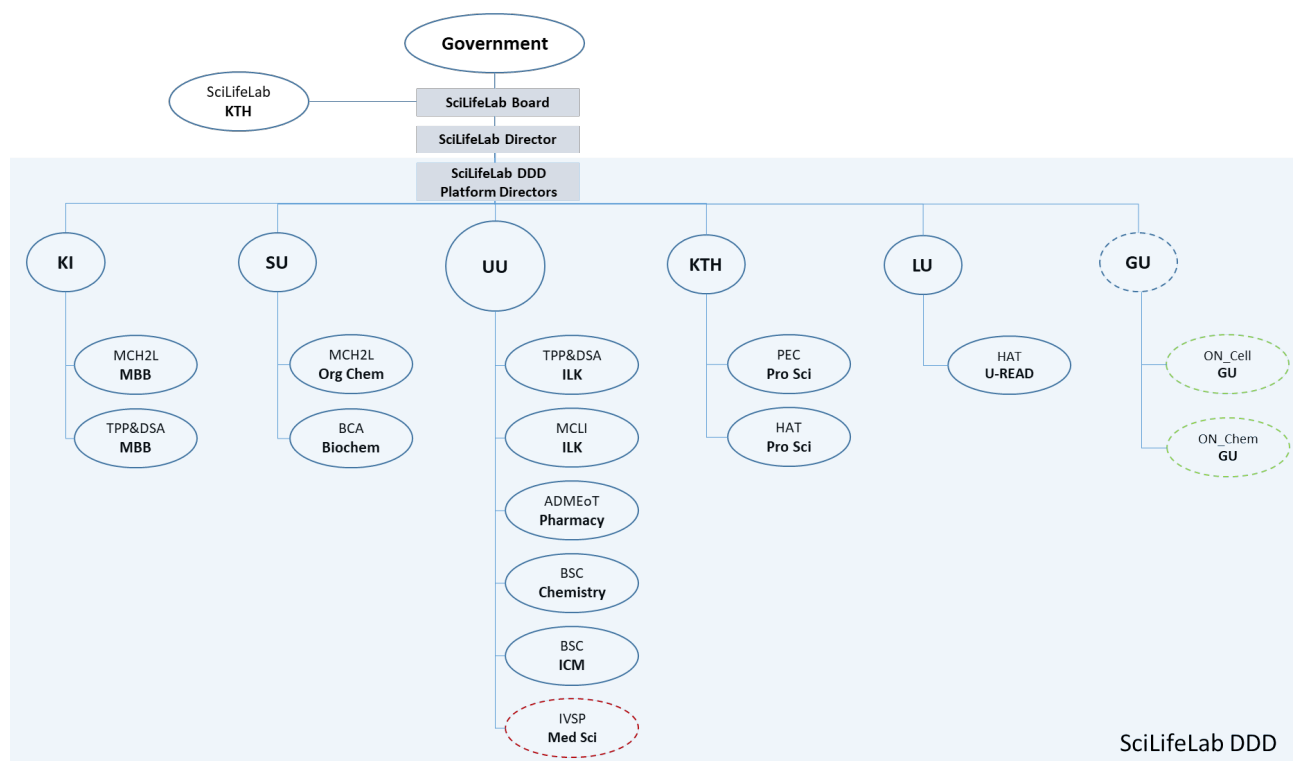 Government
SciLifeLab
KTH
SciLifeLab Board
SciLifeLab Director
SciLifeLab DDD
Platform Directors
KI
SU
UU
KTH
LU
GU
MCH2L
MBB
TPP&DSA
MBB
MCH2L
Org Chem
BCA
Biochem
TPP&DSA
ILK
MCLI
ILK
ADMEoT
Pharmacy
BSC
Chemistry
BSC
ICM
IVSP
Med Sci
PEC
Pro Sci
HAT
Pro Sci
HAT
U-READ
ON_Cell
GU
ON_Chem
GU
SciLifeLab DDD